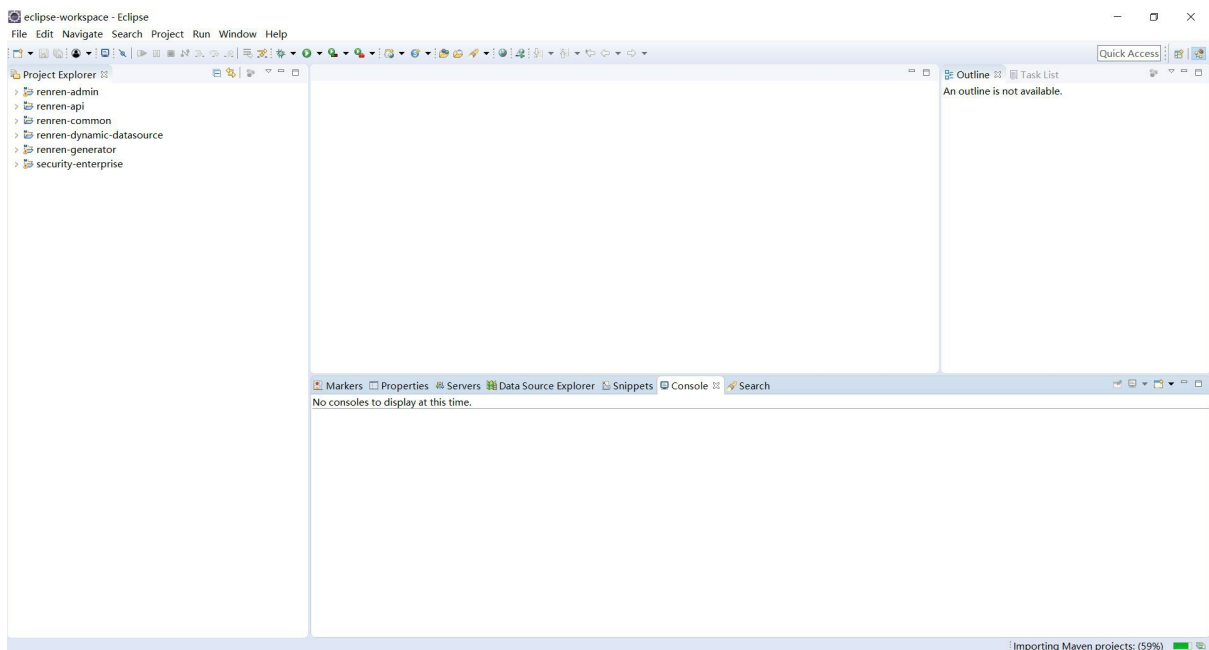 eclipse-workspace - Eclipse
File Edit Navigate Search Project Run Window Help
Quick Access
Project Explorer
renren-admin
renren-api
renren-common
renren-dynamic-datasource
renren-generator
security-enterprise
Outline Task List
An outline is not available.
Markers Properties Servers Data Source Explorer Snippets Console Search
No consoles to display at this time.
Importing Maven projects: (59%)